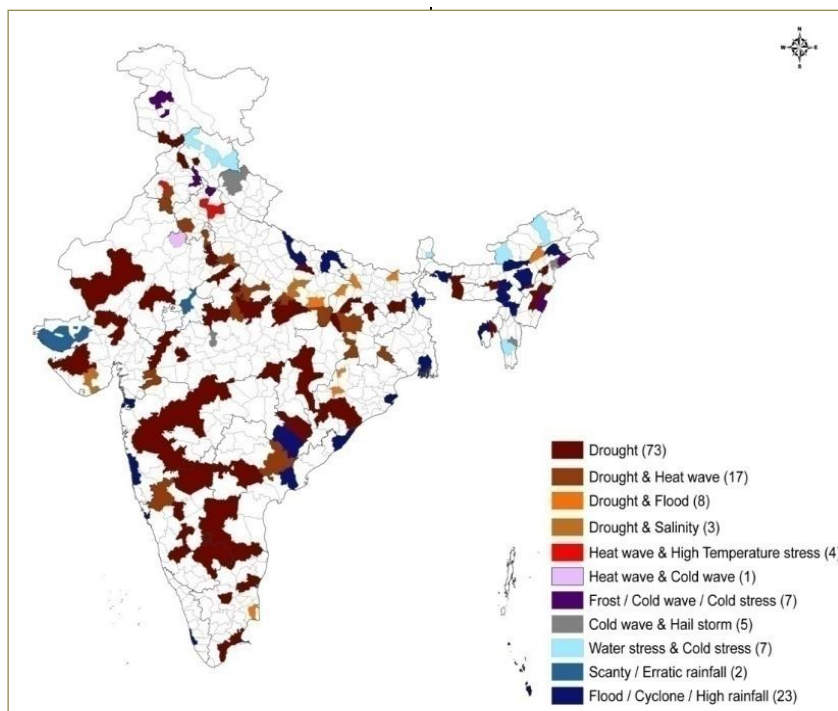 N
W E
S
Drought (73)
Drought & Heat wave (17)
Drought & Flood (8)
Drought & Salinity (3)
Heat wave & High Temperature stress (4)
Heat wave & Cold wave (1)
Frost / Cold wave / Cold stress (7)
Cold wave & Hail storm (5)
Water stress & Cold stress (7)
Scanty / Erratic rainfall (2)
Flood / Cyclone / High rainfall (23)